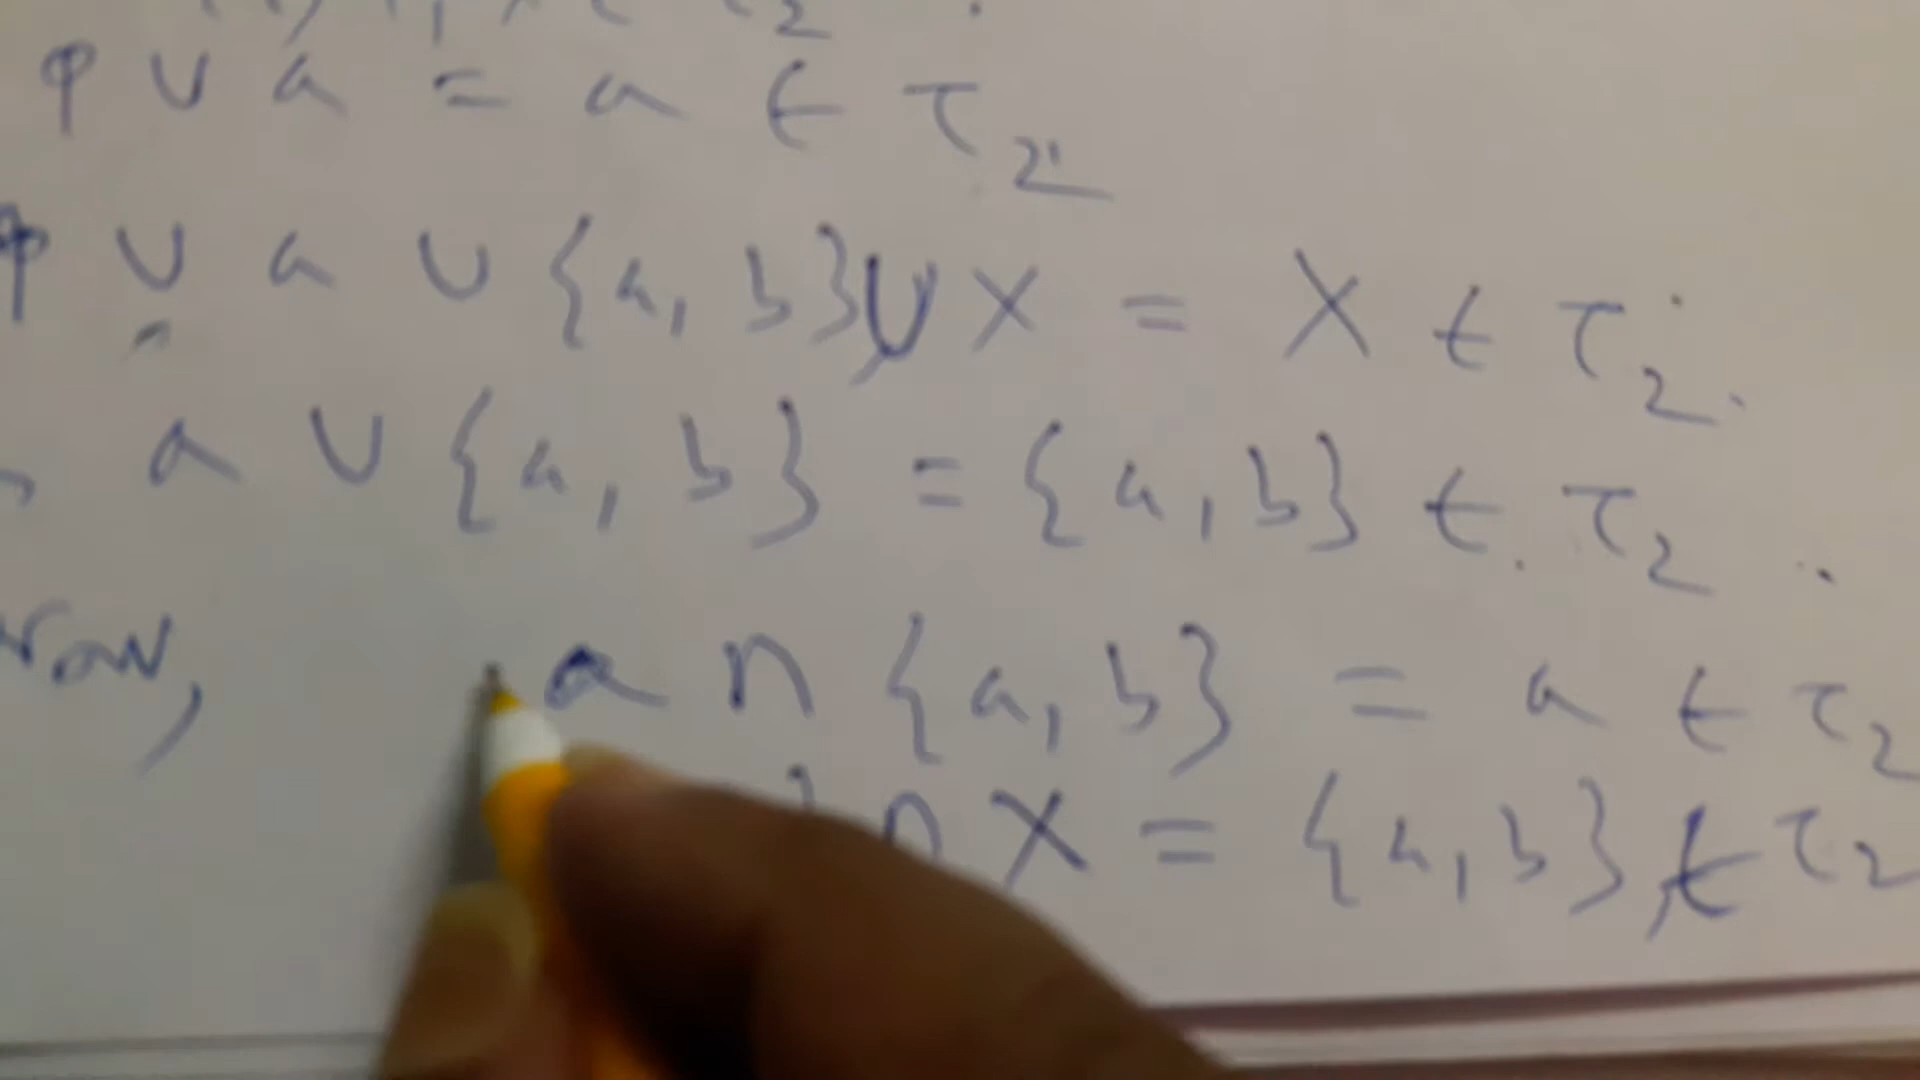 φ ∪ a = a ∈ τ2
φ ∪ a ∪ {a, b} ∪ X = X ∈ τ2.
a ∪ {a, b} = {a, b} ∈ τ2
Now, a ∩ {a, b} = a ∈ τ2
∩ X = {a, b}, ∈ τ2